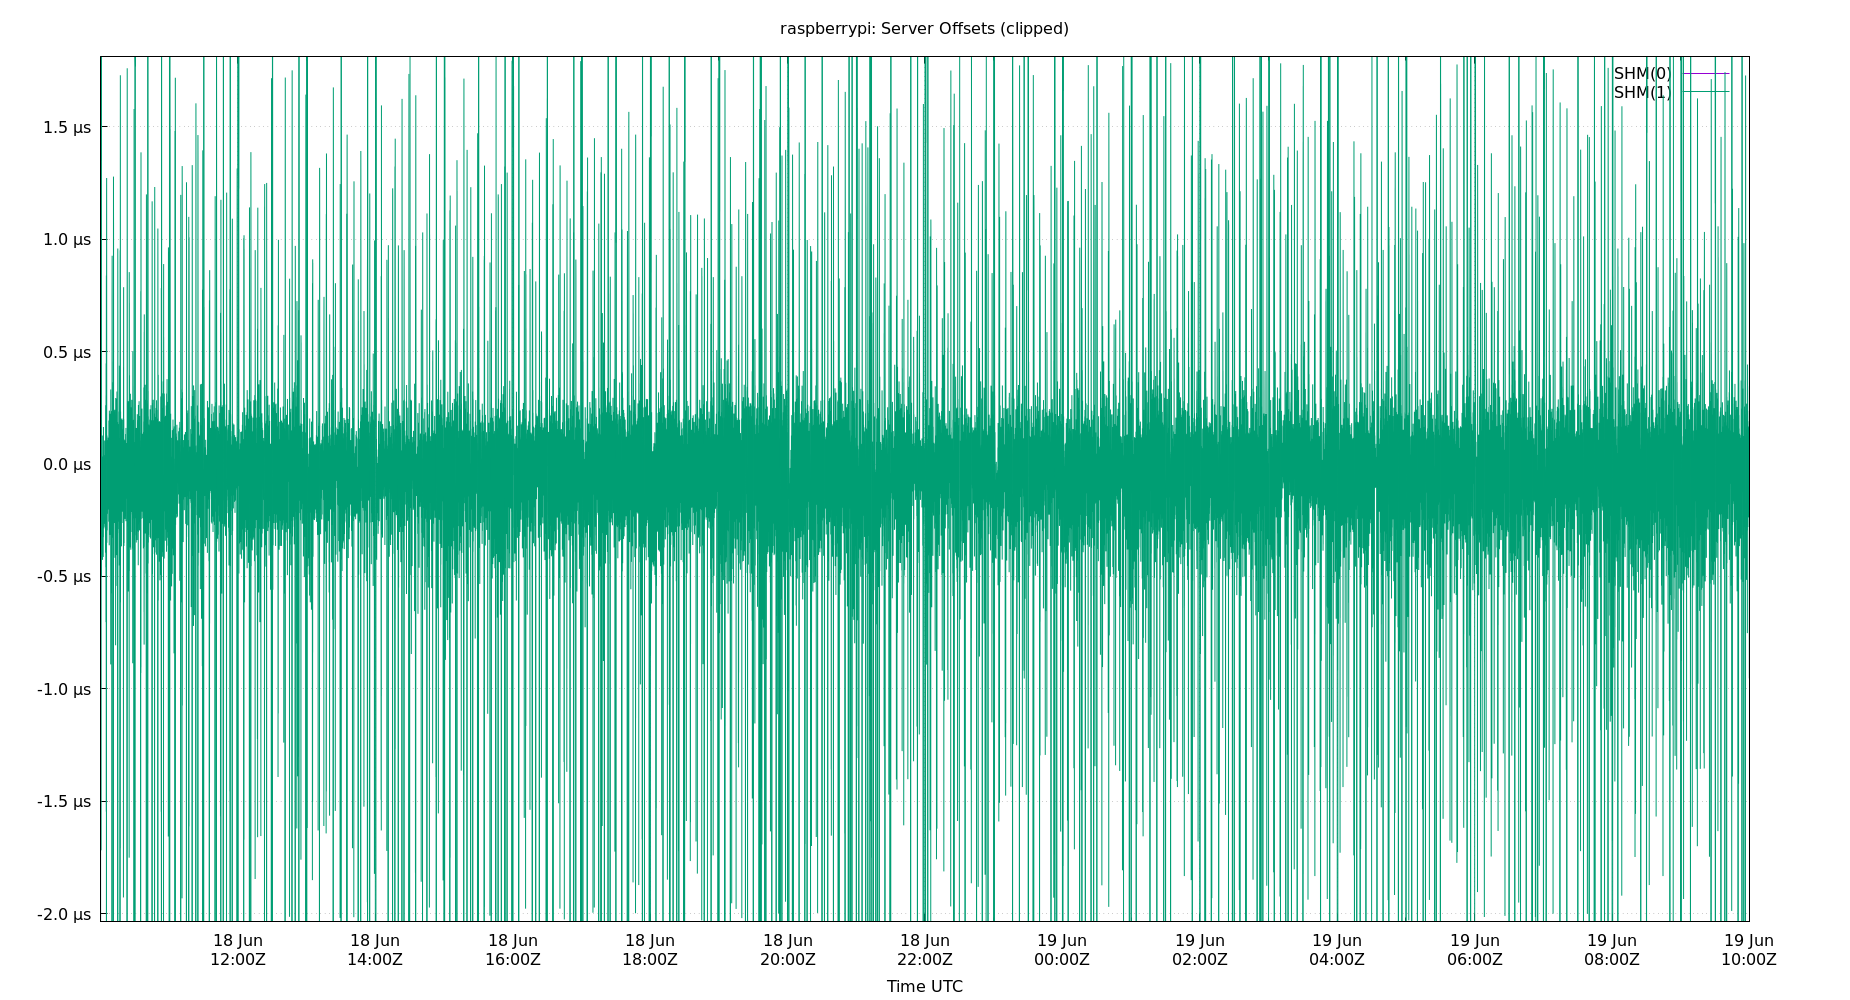 raspberrypi: Server Offsets (clipped)
SHM(0)
SHM(1)
1.5 µs
1.0 µs
0.5 µs
0.0 µs
-0.5 µs
-1.0 µs
-1.5 µs
-2.0 µs
18 Jun 18 Jun 18 Jun 18 Jun 18 Jun 18 Jun 19 Jun 19 Jun 19 Jun 19 Jun 19 Jun 19 Jun
12:00Z 14:00Z 16:00Z 18:00Z 20:00Z 22:00Z 00:00Z 02:00Z 04:00Z 06:00Z 08:00Z 10:00Z
Time UTC